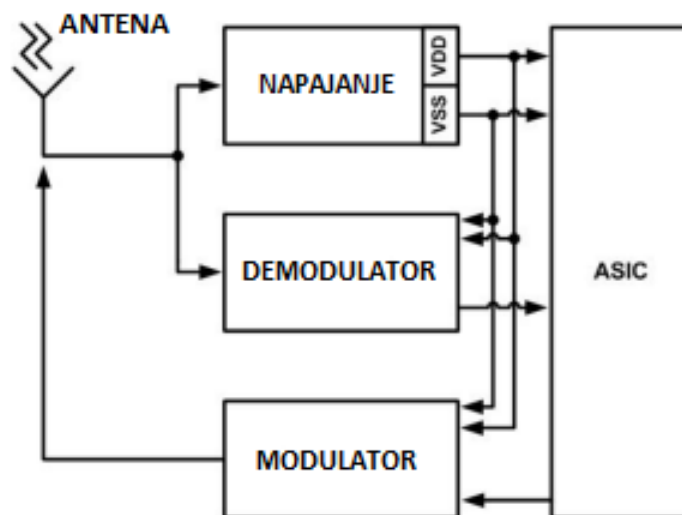 ANTENA
NAPAJANJE
VDD
VSS
DEMODULATOR
ASIC
MODULATOR